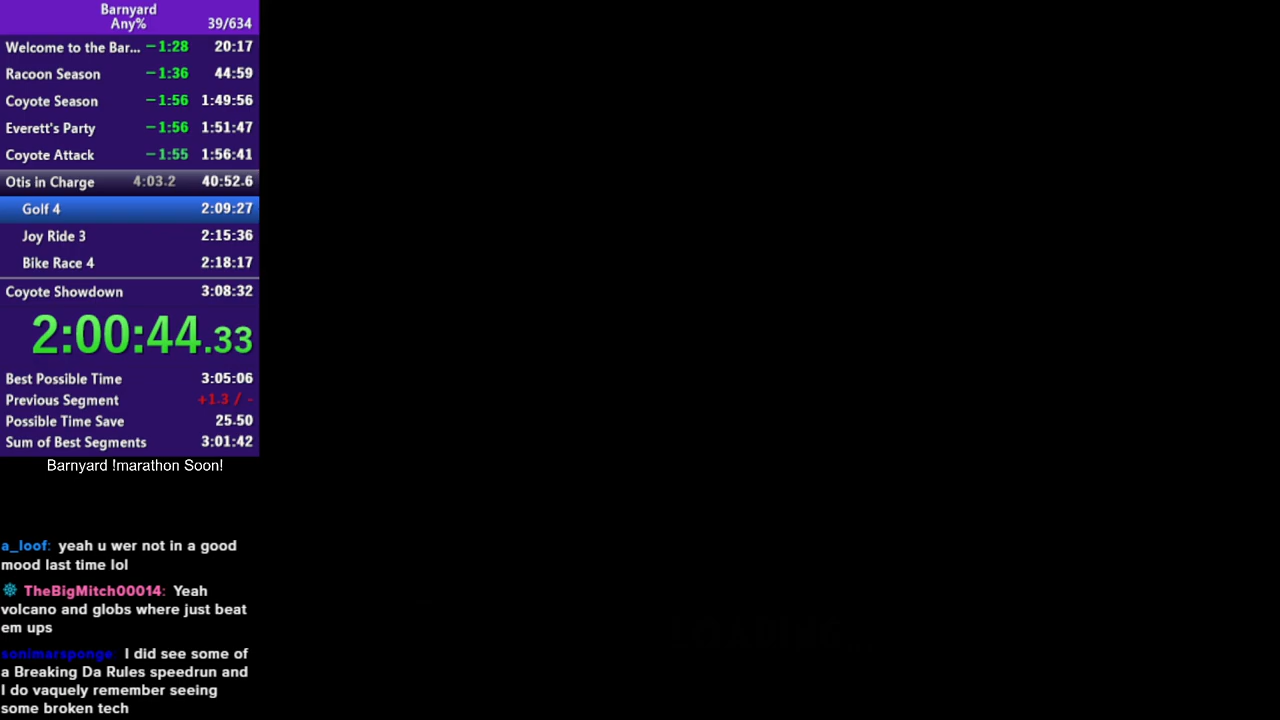 Barnyard
Any% 39/634
Welcome to the Bar... −1:28 20:17
Racoon Season −1:36 44:59
Coyote Season −1:56 1:49:56
Everett's Party −1:56 1:51:47
Coyote Attack −1:55 1:56:41
Otis in Charge 4:03.2 40:52.6
Golf 4 2:09:27
Joy Ride 3 2:15:36
Bike Race 4 2:18:17
Coyote Showdown 3:08:32
2:00:44.33
Best Possible Time 3:05:06
Previous Segment +1.3 / -
Possible Time Save 25.50
Sum of Best Segments 3:01:42
Barnyard !marathon Soon!
a_loof: yeah u wer not in a good
mood last time lol
TheBigMitch00014: Yeah
volcano and globs where just beat
em ups
sonimarsponge: I did see some of
a Breaking Da Rules speedrun and
I do vaquely remember seeing
some broken tech